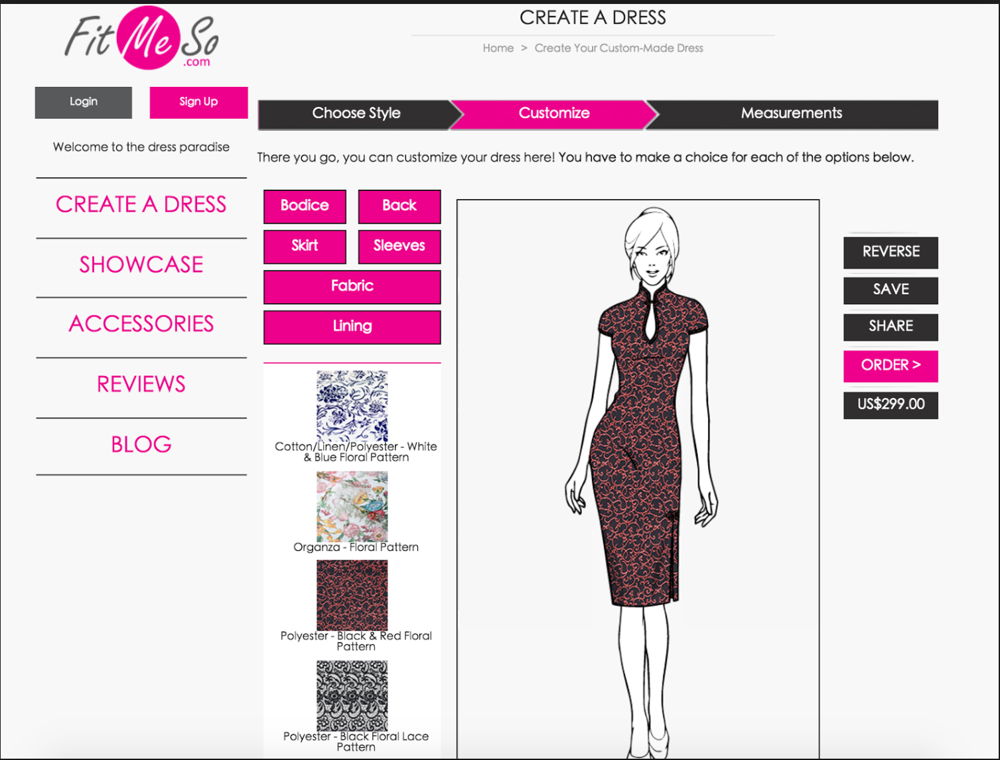 Fit Me So
.com
CREATE A DRESS
Home > Create Your Custom-Made Dress
Login
Sign Up
Welcome to the dress paradise
CREATE A DRESS
SHOWCASE
ACCESSORIES
REVIEWS
BLOG
Choose Style
Customize
Measurements
There you go, you can customize your dress here! You have to make a choice for each of the options below.
Bodice
Back
Skirt
Sleeves
Fabric
Lining
Cotton/Linen/Polyester - White
& Blue Floral Pattern
Organza - Floral Pattern
Polyester - Black & Red Floral
Pattern
Polyester - Black Floral Lace
Pattern
REVERSE
SAVE
SHARE
ORDER >
US$299.00